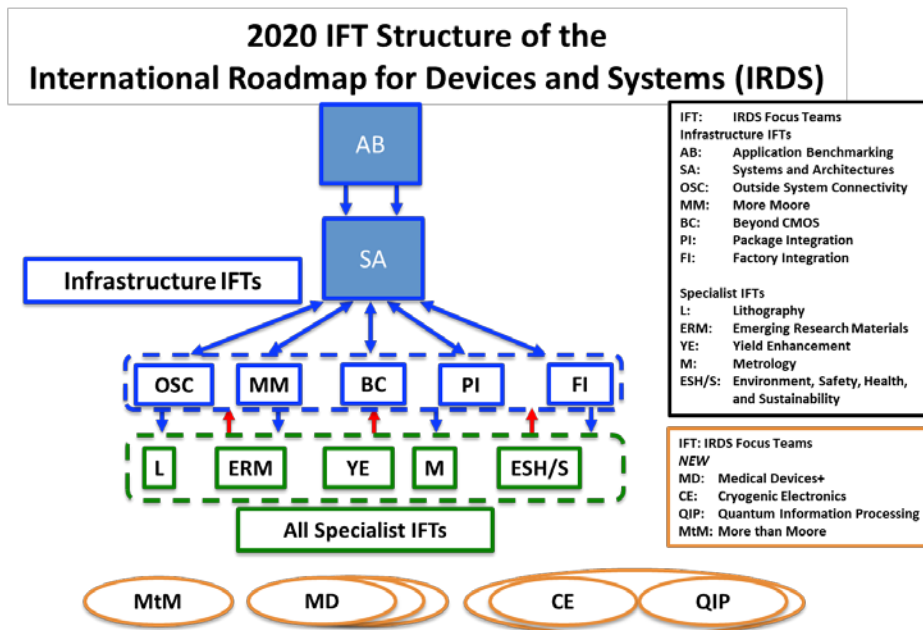 2020 IFT Structure of the
International Roadmap for Devices and Systems (IRDS)
AB
SA
Infrastructure IFTs
OSC
MM
BC
PI
FI
L
ERM
YE
M
ESH/S
All Specialist IFTs
MtM
MD
CE
QIP
IFT: IRDS Focus Teams
Infrastructure IFTs
AB: Application Benchmarking
SA: Systems and Architectures
OSC: Outside System Connectivity
MM: More Moore
BC: Beyond CMOS
PI: Package Integration
FI: Factory Integration
Specialist IFTs
L: Lithography
ERM: Emerging Research Materials
YE: Yield Enhancement
M: Metrology
ESH/S: Environment, Safety, Health,
and Sustainability
IFT: IRDS Focus Teams
NEW
MD: Medical Devices+
CE: Cryogenic Electronics
QIP: Quantum Information Processing
MtM: More than Moore